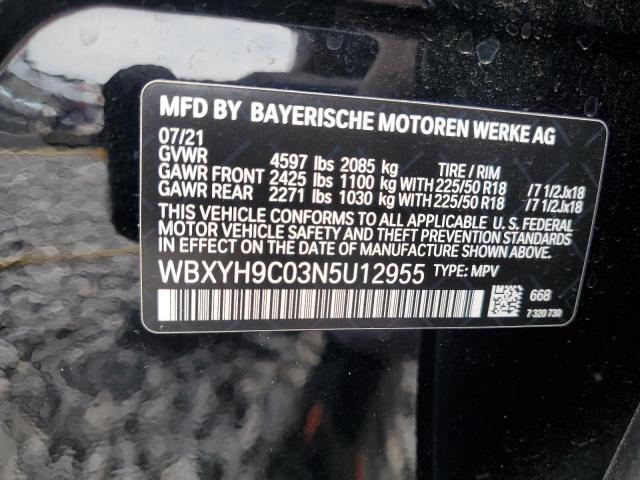 MFD BY BAYERISCHE MOTOREN WERKE AG
07/21
GVWR 4597 lbs 2085 kg TIRE / RIM
GAWR FRONT 2425 lbs 1100 kg WITH 225/50 R18 /7 1/2Jx18
GAWR REAR 2271 lbs 1030 kg WITH 225/50 R18 /7 1/2Jx18
THIS VEHICLE CONFORMS TO ALL APPLICABLE U. S. FEDERAL
MOTOR VEHICLE SAFETY AND THEFT PREVENTION STANDARDS
IN EFFECT ON THE DATE OF MANUFACTURE SHOWN ABOVE.
WBXYH9C03N5U12955 TYPE: MPV
668
7 320 730